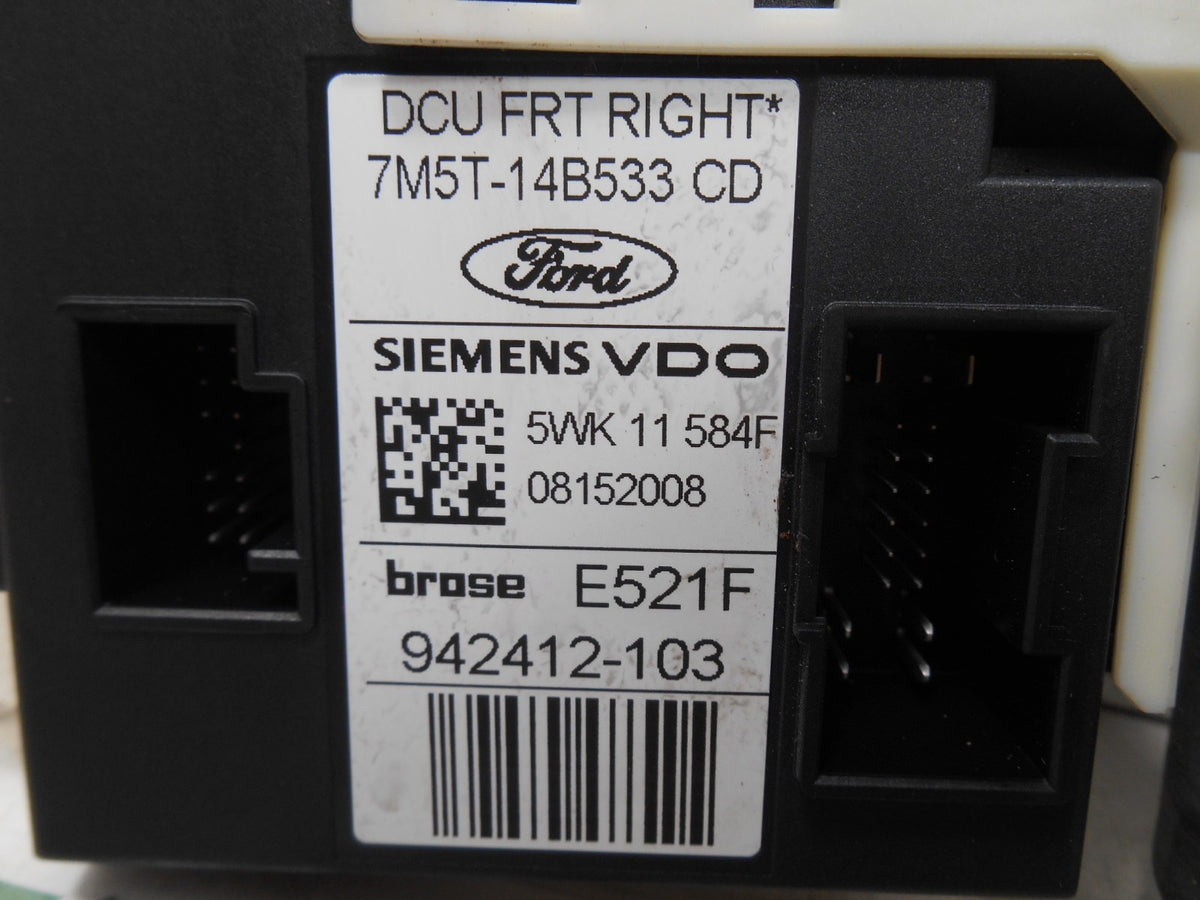 DCU FRT RIGHT*
7M5T-14B533 CD
Ford
SIEMENS VDO
5WK 11 584F
08152008
brose E521F
942412-103